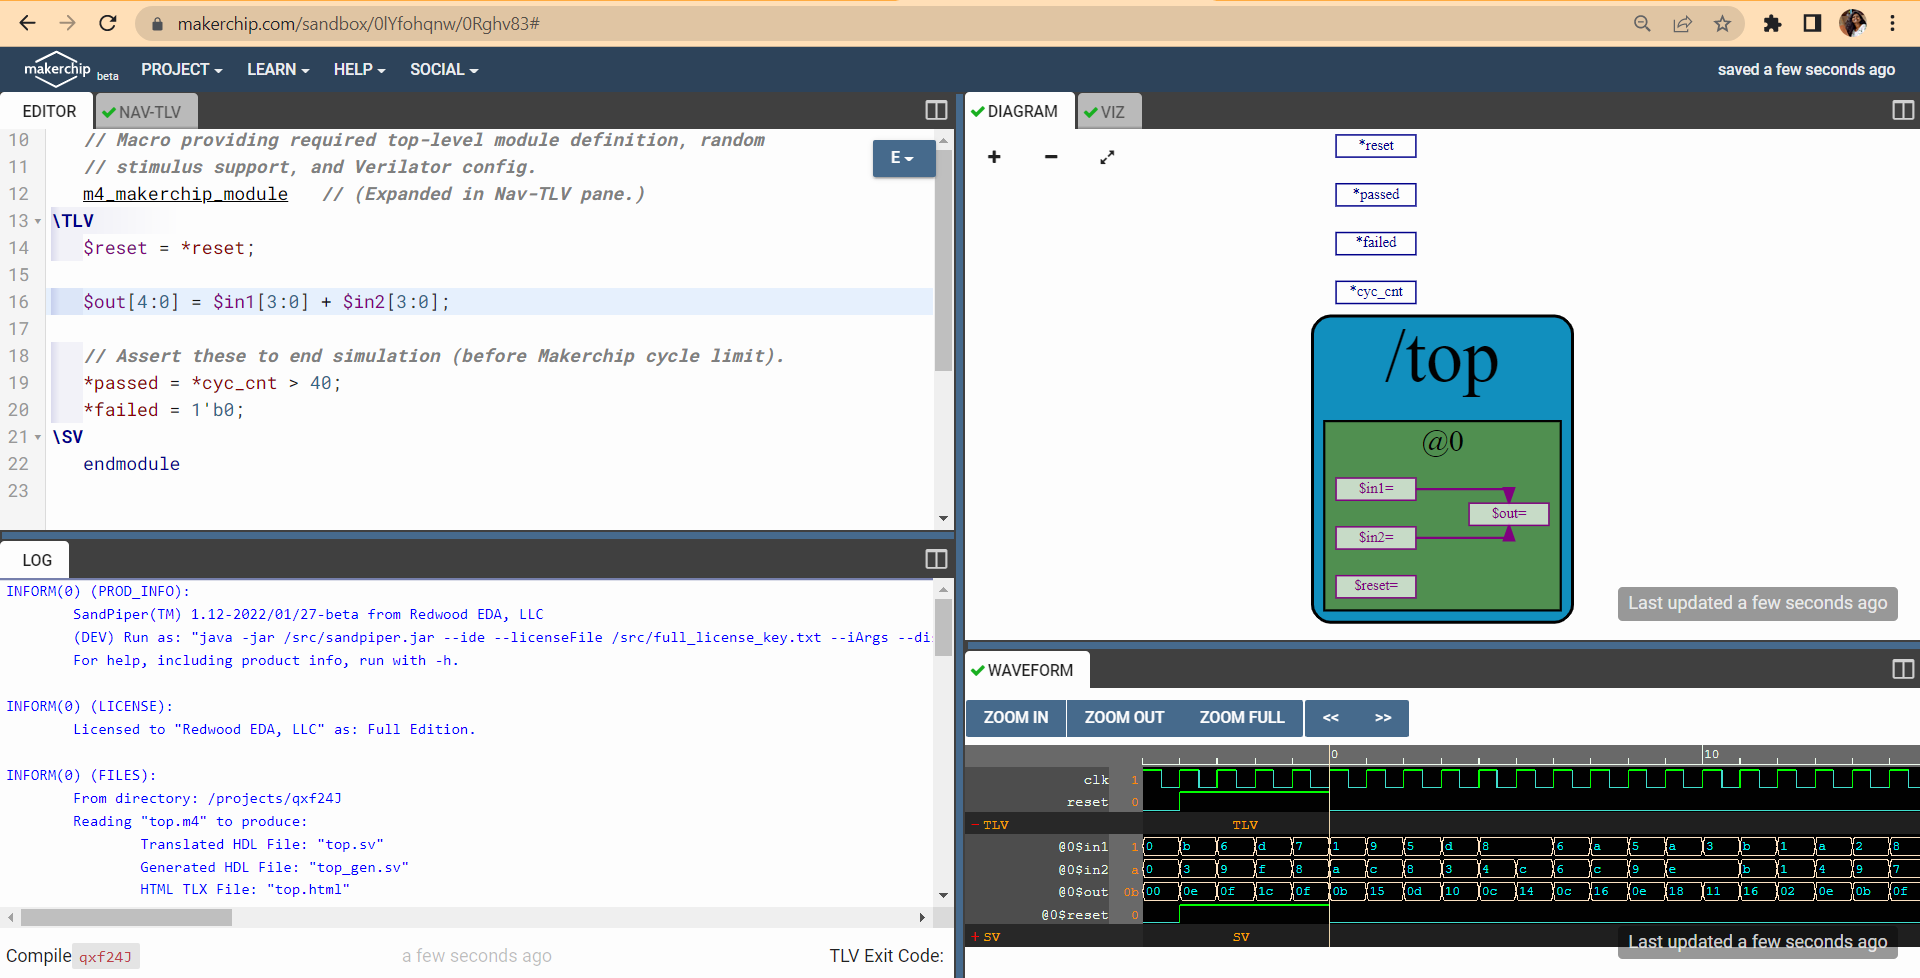 makerchip.com/sandbox/0lYfohqnw/0Rghv83#
makerchip beta PROJECT LEARN HELP SOCIAL saved a few seconds ago
EDITOR NAV-TLV
E
10 // Macro providing required top-level module definition, random
11 // stimulus support, and Verilator config.
12 m4_makerchip_module // (Expanded in Nav-TLV pane.)
13 \TLV
14 $reset = *reset;
15
16 $out[4:0] = $in1[3:0] + $in2[3:0];
17
18 // Assert these to end simulation (before Makerchip cycle limit).
19 *passed = *cyc_cnt > 40;
20 *failed = 1'b0;
21 \SV
22 endmodule
23
LOG
INFORM(0) (PROD_INFO):
SandPiper(TM) 1.12-2022/01/27-beta from Redwood EDA, LLC
(DEV) Run as: "java -jar /src/sandpiper.jar --ide --licenseFile /src/full_license_key.txt --iArgs --di
For help, including product info, run with -h.
INFORM(0) (LICENSE):
Licensed to "Redwood EDA, LLC" as: Full Edition.
INFORM(0) (FILES):
From directory: /projects/qxf24J
Reading "top.m4" to produce:
Translated HDL File: "top.sv"
Generated HDL File: "top_gen.sv"
HTML TLX File: "top.html"
Compile qxf24J a few seconds ago TLV Exit Code:
DIAGRAM VIZ
+ −
*reset
*passed
*failed
*cyc_cnt
/top
@0
$in1=
$out=
$in2=
$reset=
Last updated a few seconds ago
WAVEFORM
ZOOM IN ZOOM OUT ZOOM FULL << >>
0 10
clk 1
reset 0
- TLV TLV
@0$in1 1 0 b 6 d 7 1 9 5 d 8 6 a 5 a 3 b 1 a 2 8
@0$in2 a 0 3 9 f 8 a c 8 3 4 c 6 c 9 e b 1 4 9 7
@0$out 0b 00 0e 0f 1c 0f 0b 15 0d 10 0c 14 0c 16 0e 18 11 16 02 0e 0b 0f
@0$reset 0
+ SV SV
Last updated a few seconds ago